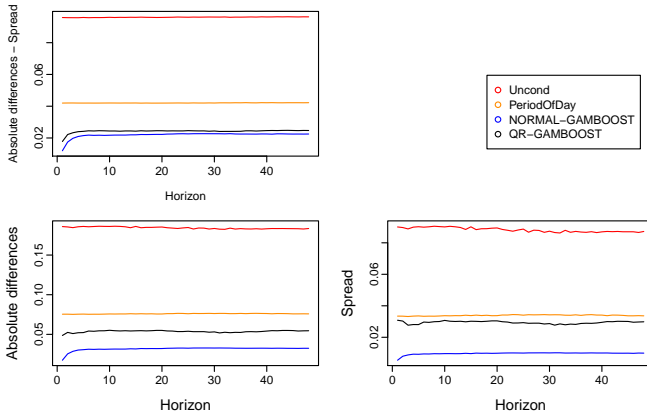 Absolute differences − Spread
0.06
0.02
0 10 20 30 40
Horizon
Uncond
PeriodOfDay
NORMAL−GAMBOOST
QR−GAMBOOST
Absolute differences
0.15
0.10
0.05
0 10 20 30 40
Horizon
Spread
0.06
0.02
0 10 20 30 40
Horizon